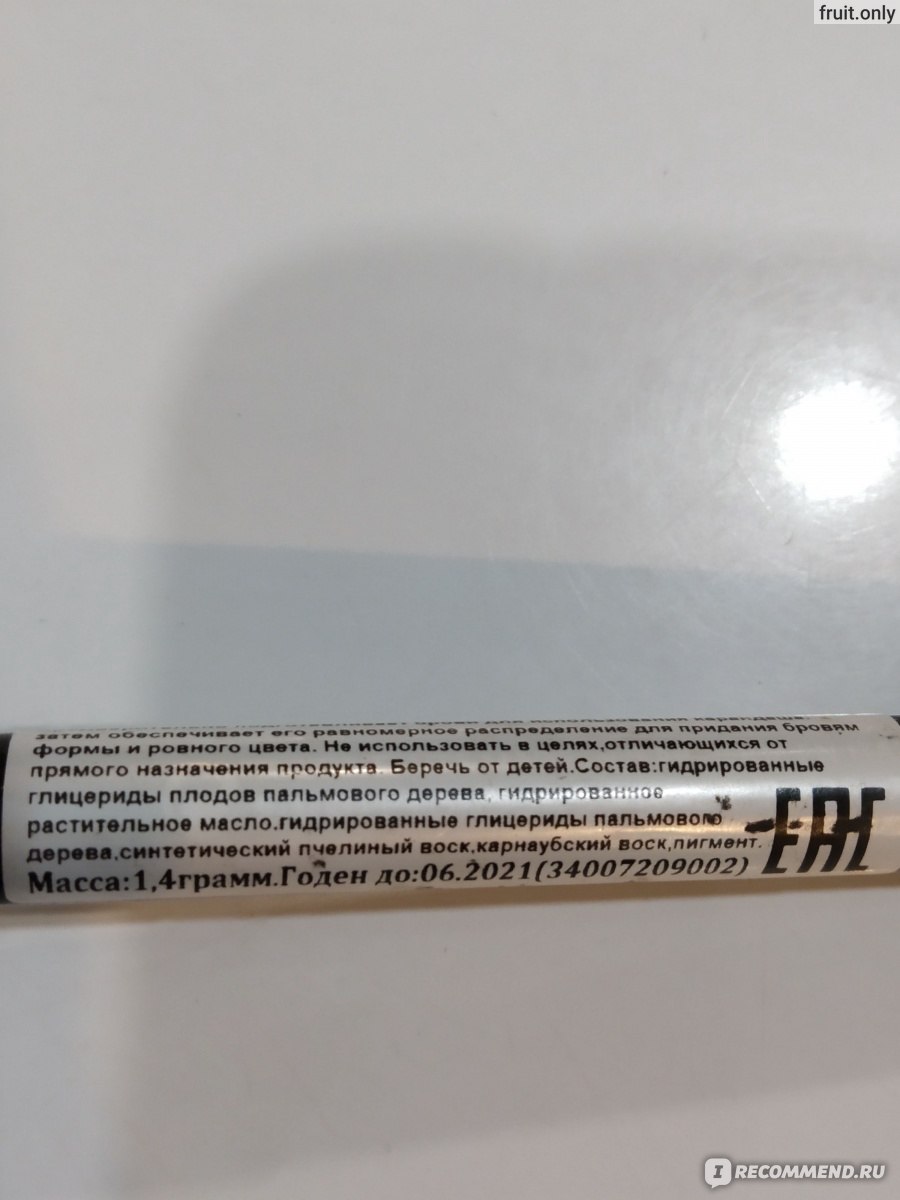 fruit.only
затем обеспечивает его равномерное распределение для придания бровям
формы и ровного цвета. Не использовать в целях,отличающихся от
прямого назначения продукта. Беречь от детей.Состав:гидрированные
глицериды плодов пальмового дерева, гидрированное
растительное масло.гидрированные глицериды пальмового
дерева,синтетический пчелиный воск,карнаубский воск,пигмент.
Масса:1,4грамм.Годен до:06.2021(34007209002)
EAC
I RECOMMEND.RU